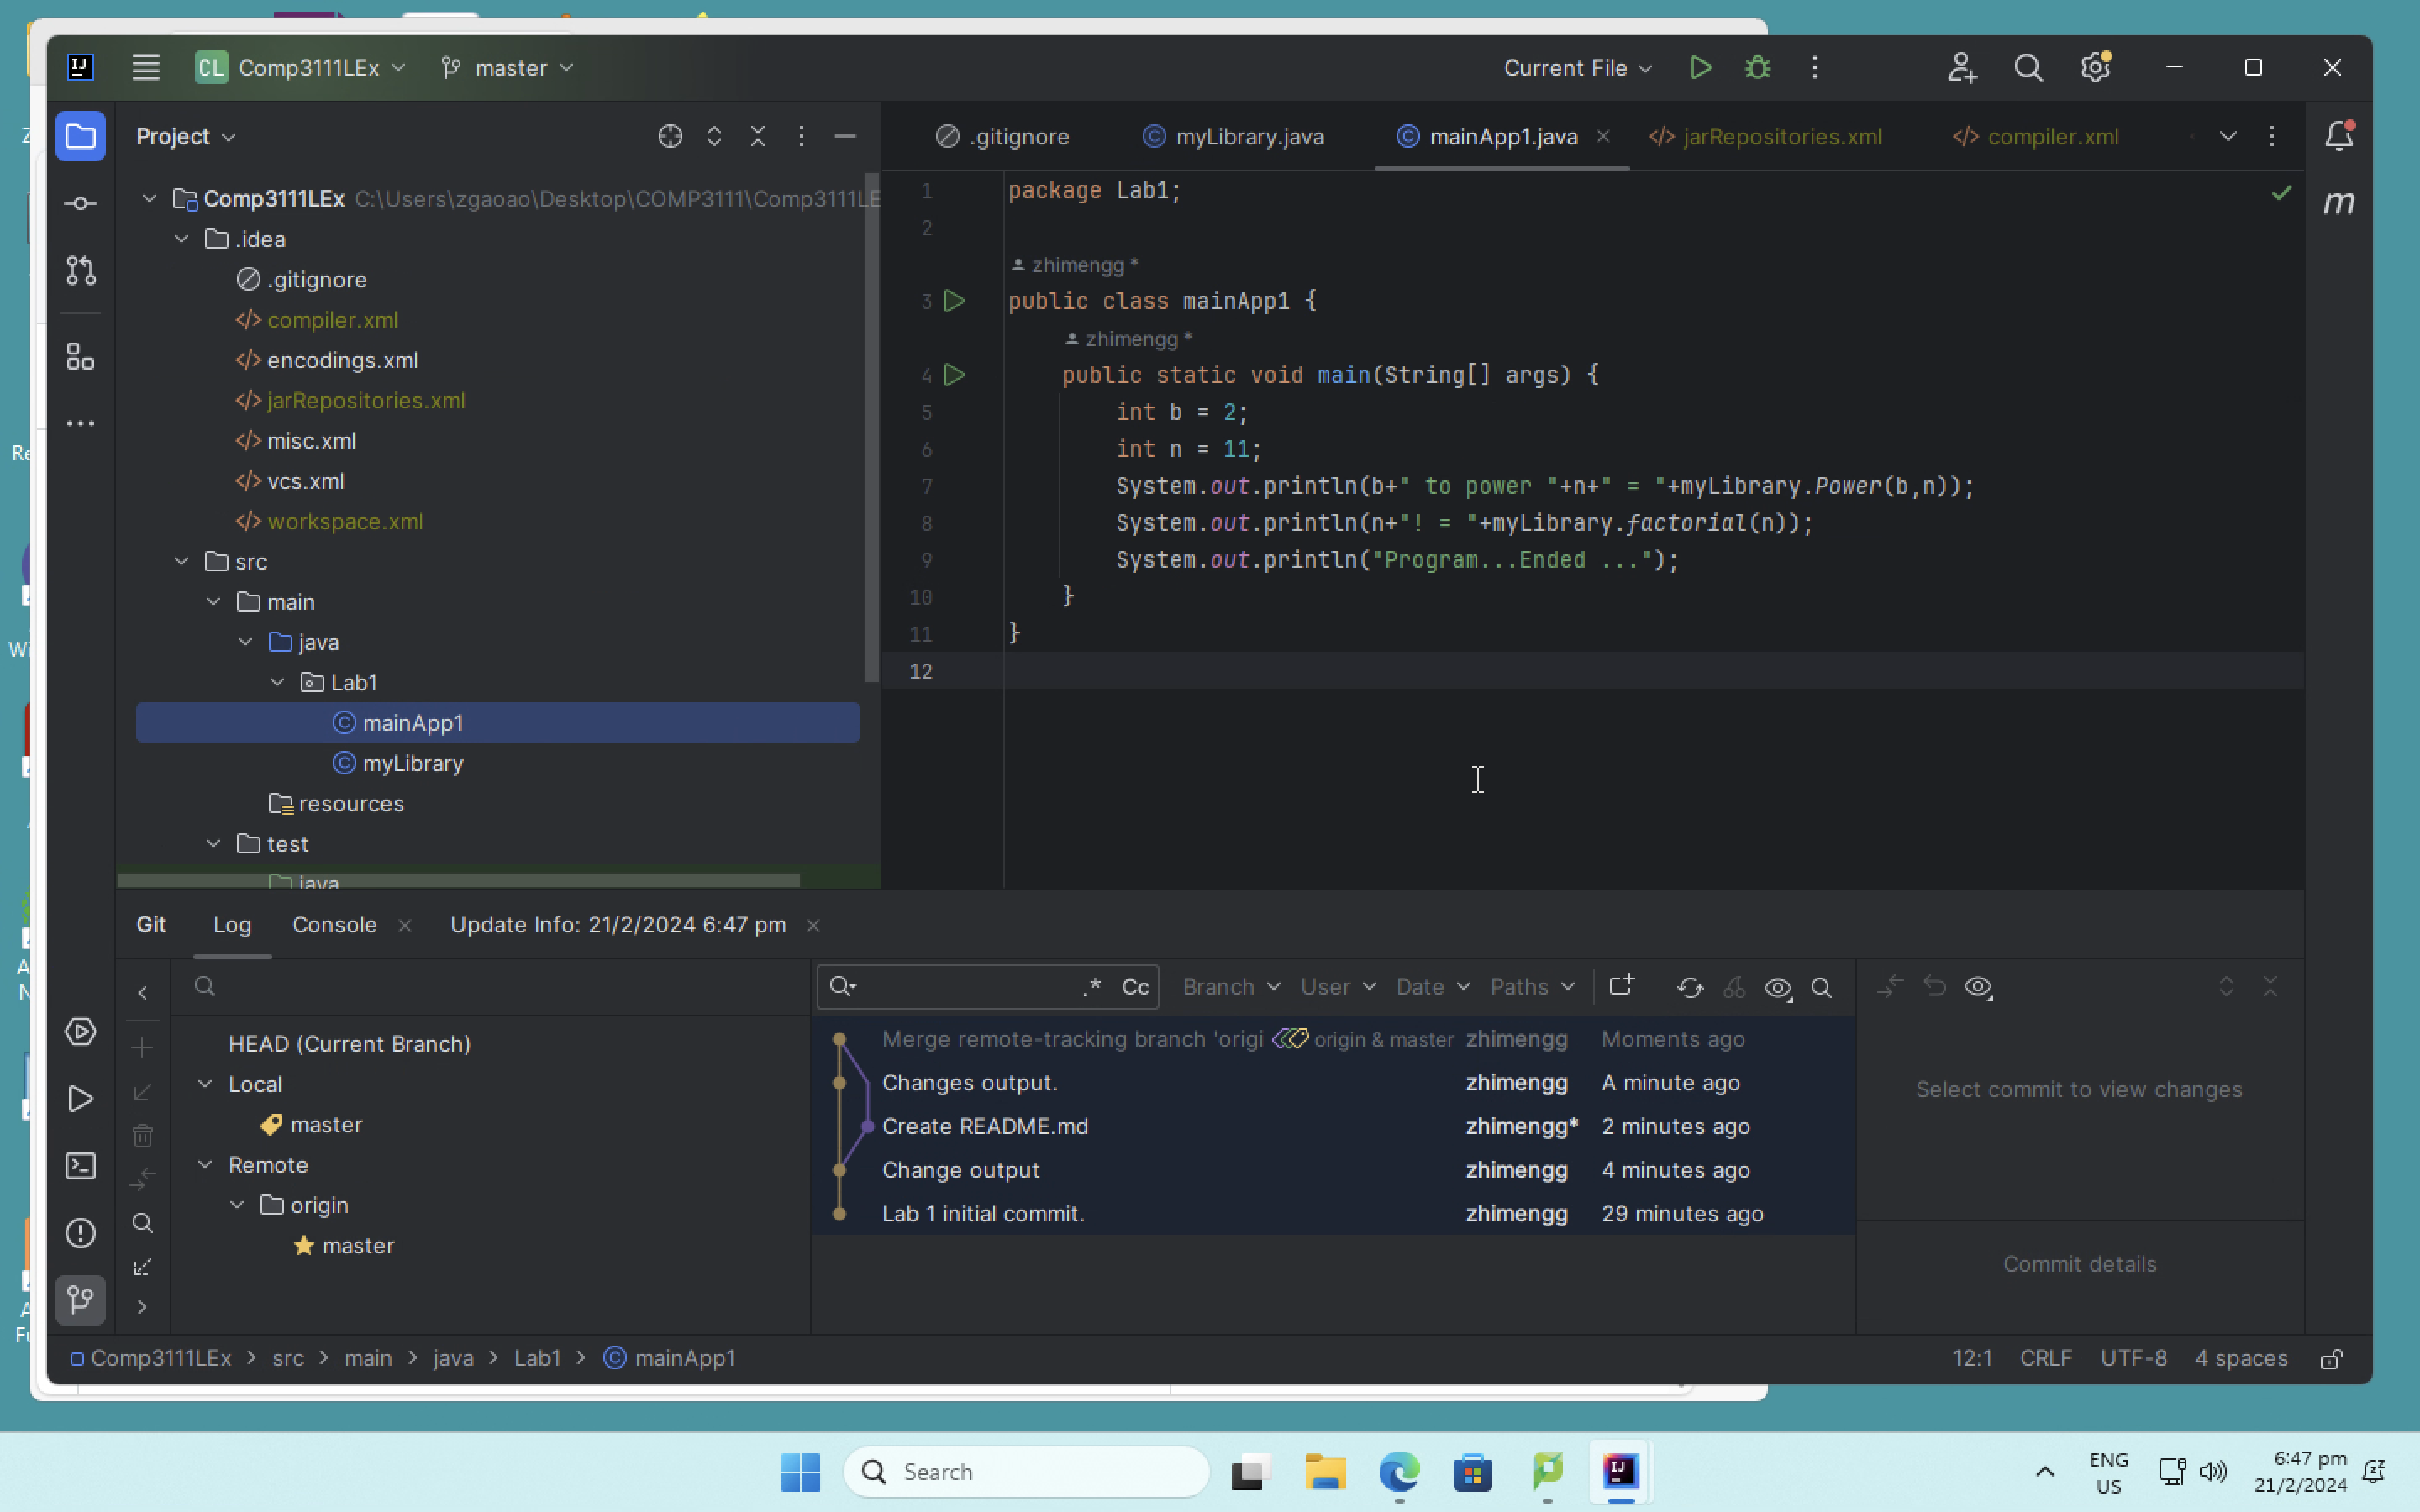 CL Comp3111LEx master Current File
Project
.gitignore myLibrary.java mainApp1.java jarRepositories.xml compiler.xml
Comp3111LEx C:\Users\zgaoao\Desktop\COMP3111\Comp3111LE
.idea
.gitignore
compiler.xml
encodings.xml
jarRepositories.xml
misc.xml
vcs.xml
workspace.xml
src
main
java
Lab1
mainApp1
myLibrary
resources
test
java
1 package Lab1;
2
zhimengg *
3 public class mainApp1 {
zhimengg *
4 public static void main(String[] args) {
5 int b = 2;
6 int n = 11;
7 System.out.println(b+" to power "+n+" = "+myLibrary.Power(b,n));
8 System.out.println(n+"! = "+myLibrary.factorial(n));
9 System.out.println("Program...Ended ...");
10 }
11 }
12
m
Git Log Console Update Info: 21/2/2024 6:47 pm
.* Cc Branch User Date Paths
HEAD (Current Branch)
Local
master
Remote
origin
master
Merge remote-tracking branch 'origi origin & master zhimengg Moments ago
Changes output. zhimengg A minute ago
Create README.md zhimengg* 2 minutes ago
Change output zhimengg 4 minutes ago
Lab 1 initial commit. zhimengg 29 minutes ago
Select commit to view changes
Commit details
Comp3111LEx > src > main > java > Lab1 > mainApp1 12:1 CRLF UTF-8 4 spaces
Search
ENG
US
6:47 pm
21/2/2024